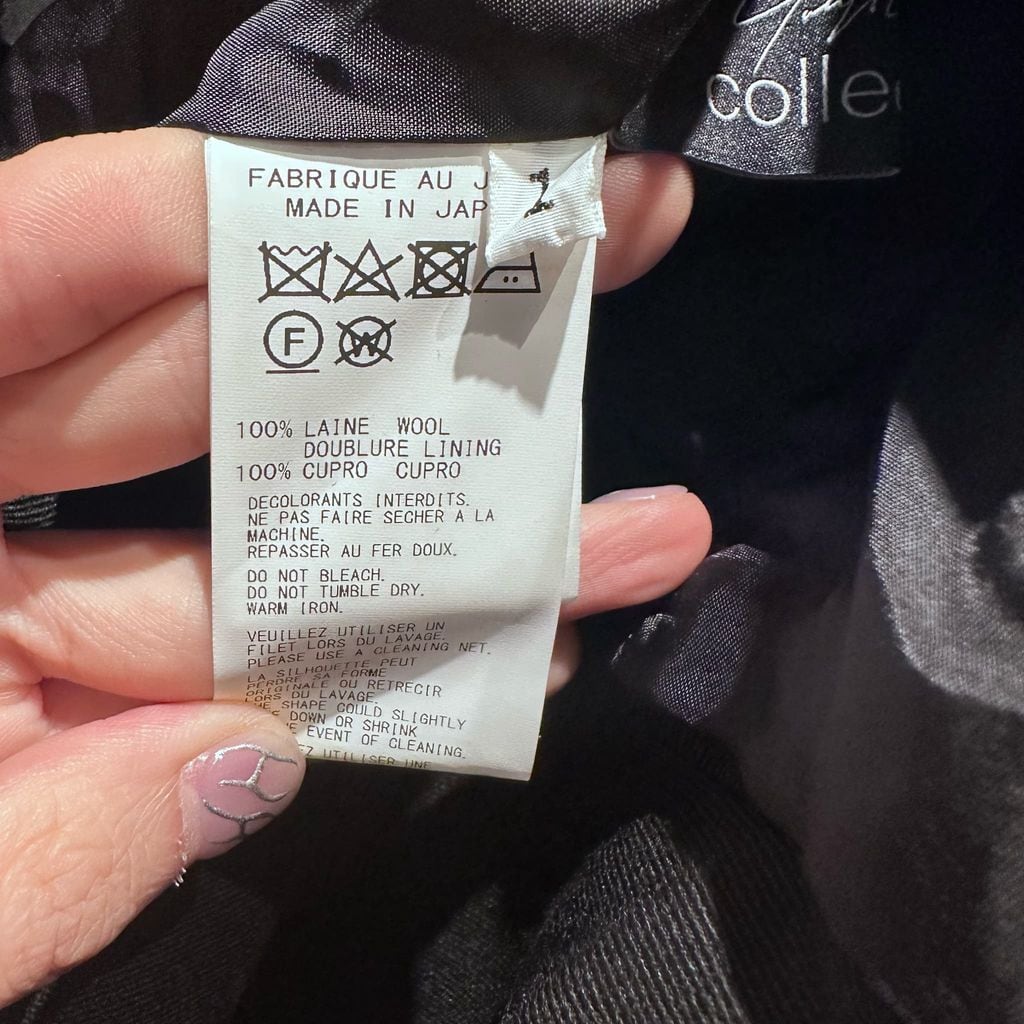 colle
FABRIQUE AU J
MADE IN JAP
F
W
100% LAINE WOOL
DOUBLURE LINING
100% CUPRO CUPRO
DECOLORANTS INTERDITS.
NE PAS FAIRE SECHER A LA
MACHINE.
REPASSER AU FER DOUX.
DO NOT BLEACH.
DO NOT TUMBLE DRY.
WARM IRON.
VEUILLEZ UTILISER UN
FILET LORS DU LAVAGE.
PLEASE USE A CLEANING NET.
LA SILHOUETTE PEUT
PERDRE SA FORME
ORIGINALE OU RETRECIR
LORS DU LAVAGE.
SHAPE COULD SLIGHTLY
DOWN OR SHRINK
EVENT OF CLEANING.
EZ UTILISER UNE